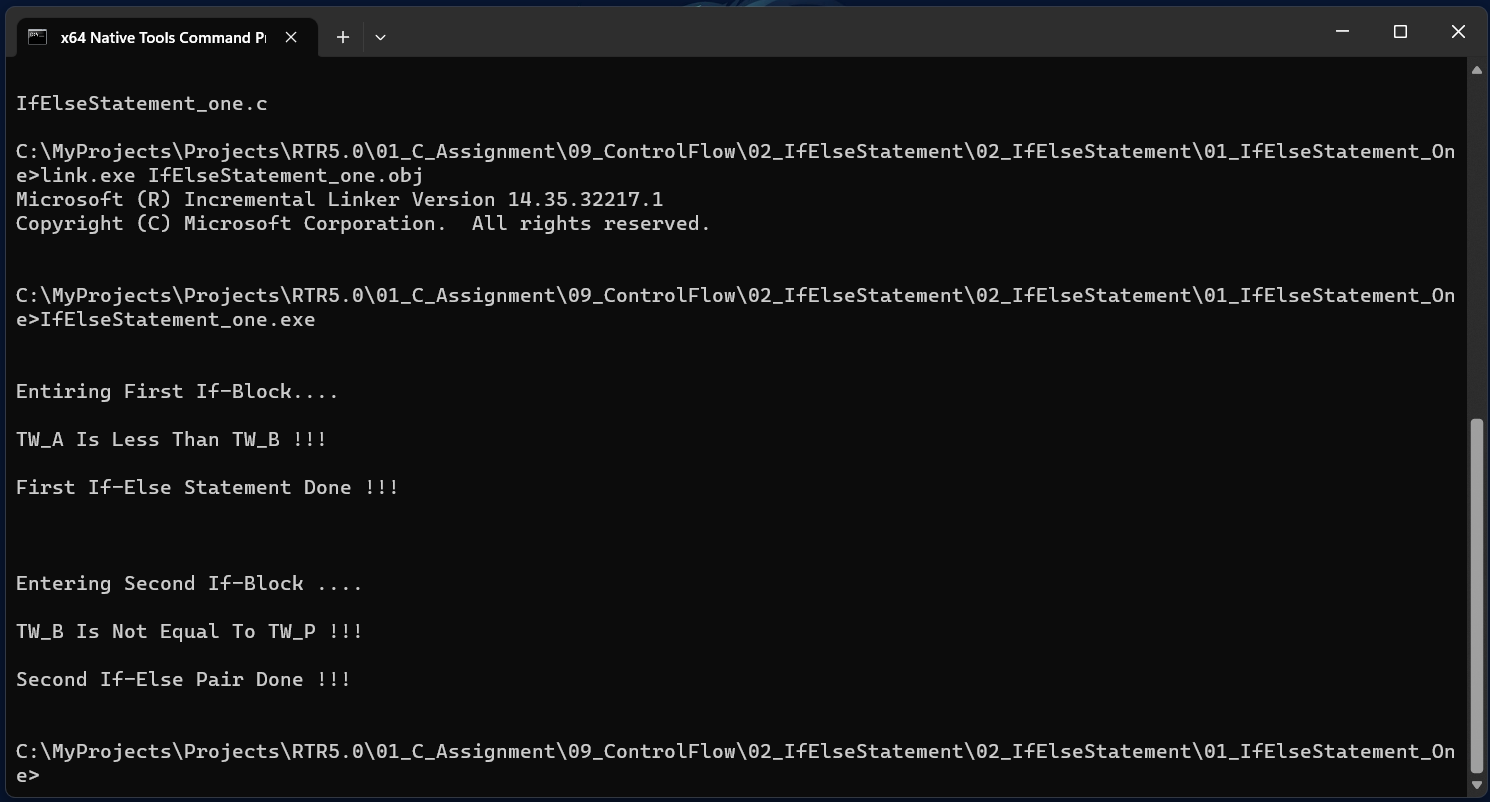 x64 Native Tools Command Pr
IfElseStatement_one.c
C:\MyProjects\Projects\RTR5.0\01_C_Assignment\09_ControlFlow\02_IfElseStatement\02_IfElseStatement\01_IfElseStatement_On
e>link.exe IfElseStatement_one.obj
Microsoft (R) Incremental Linker Version 14.35.32217.1
Copyright (C) Microsoft Corporation.  All rights reserved.
C:\MyProjects\Projects\RTR5.0\01_C_Assignment\09_ControlFlow\02_IfElseStatement\02_IfElseStatement\01_IfElseStatement_On
e>IfElseStatement_one.exe
Entiring First If-Block....
TW_A Is Less Than TW_B !!!
First If-Else Statement Done !!!
Entering Second If-Block ....
TW_B Is Not Equal To TW_P !!!
Second If-Else Pair Done !!!
C:\MyProjects\Projects\RTR5.0\01_C_Assignment\09_ControlFlow\02_IfElseStatement\02_IfElseStatement\01_IfElseStatement_On
e>